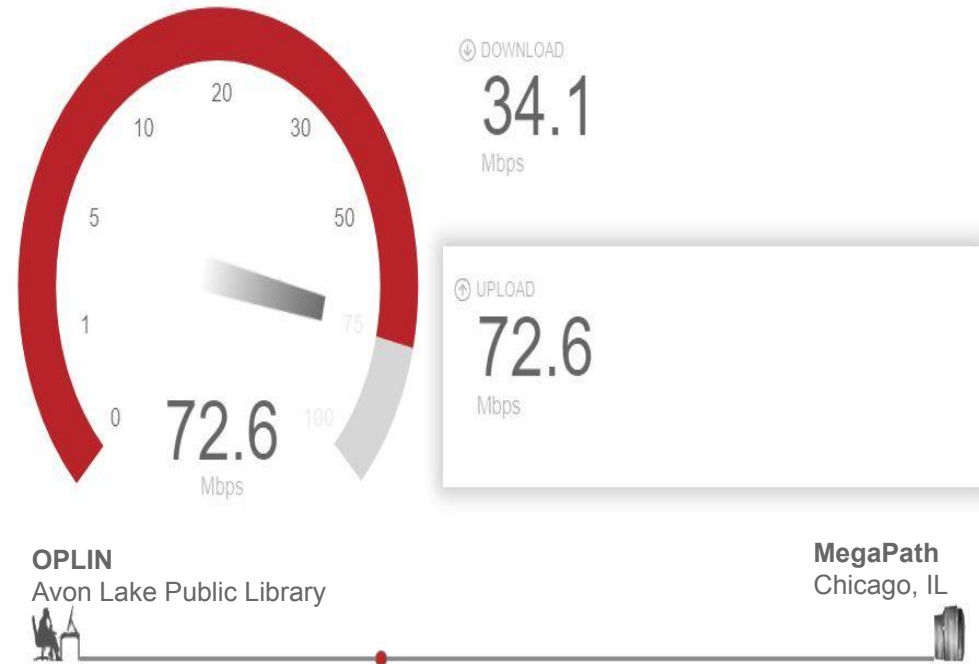 DOWNLOAD
34.1
Mbps
20
10
30
5
50
1
75
0
100
72.6
Mbps
UPLOAD
72.6
Mbps
OPLIN
Avon Lake Public Library
MegaPath
Chicago, IL